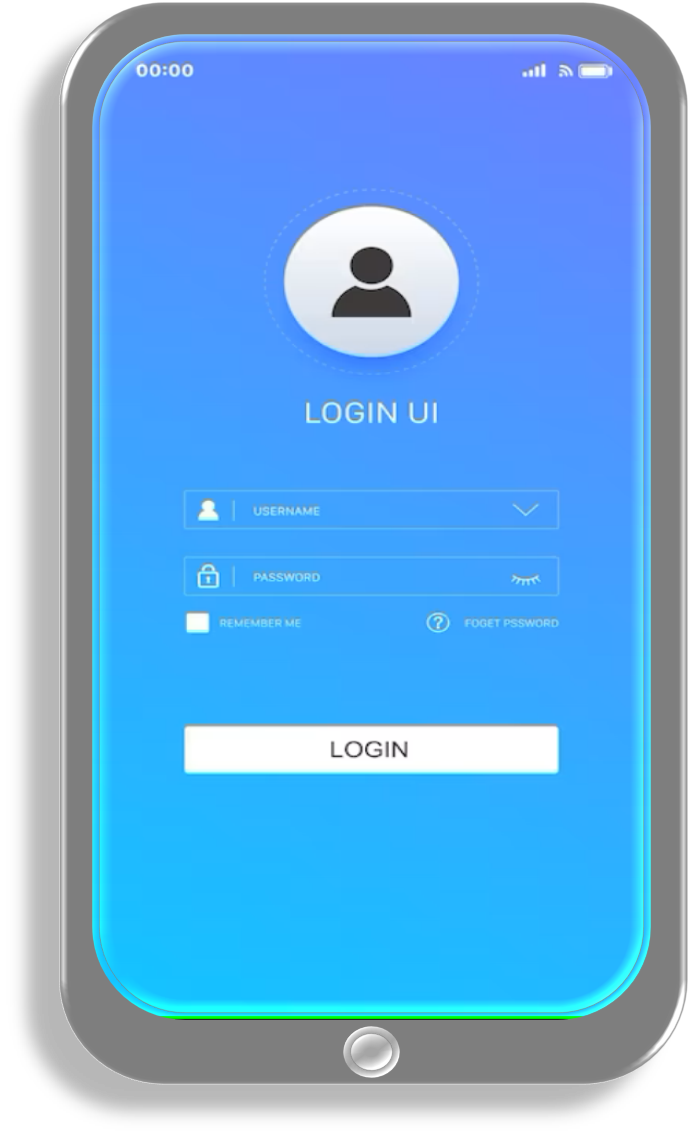 00:00
LOGIN UI
USERNAME
PASSWORD
REMEMBER ME
FOGET PSSWORD
LOGIN